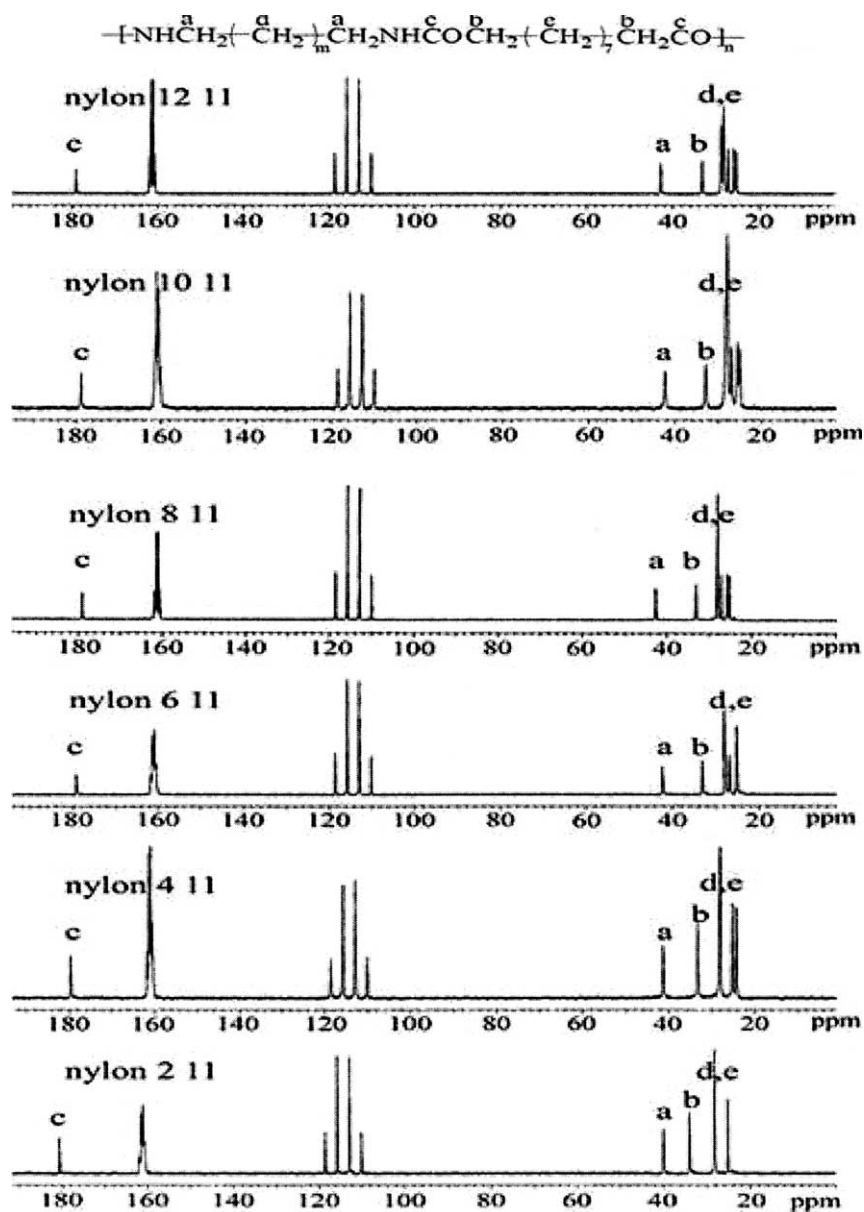 a d a c b e b c
-[-NHCH₂(-CH₂-)ₘCH₂NHCOCH₂(-CH₂-)₇CH₂CO-]ₙ-
nylon 12 11
d,e
c a b
180 160 140 120 100 80 60 40 20 ppm
nylon 10 11
d,e
c a b
180 160 140 120 100 80 60 40 20 ppm
nylon 8 11
d,e
c a b
180 160 140 120 100 80 60 40 20 ppm
nylon 6 11
d,e
c a b
180 160 140 120 100 80 60 40 20 ppm
nylon 4 11
d,e
c a b
180 160 140 120 100 80 60 40 20 ppm
nylon 2 11
d,e
c a b
180 160 140 120 100 80 60 40 20 ppm